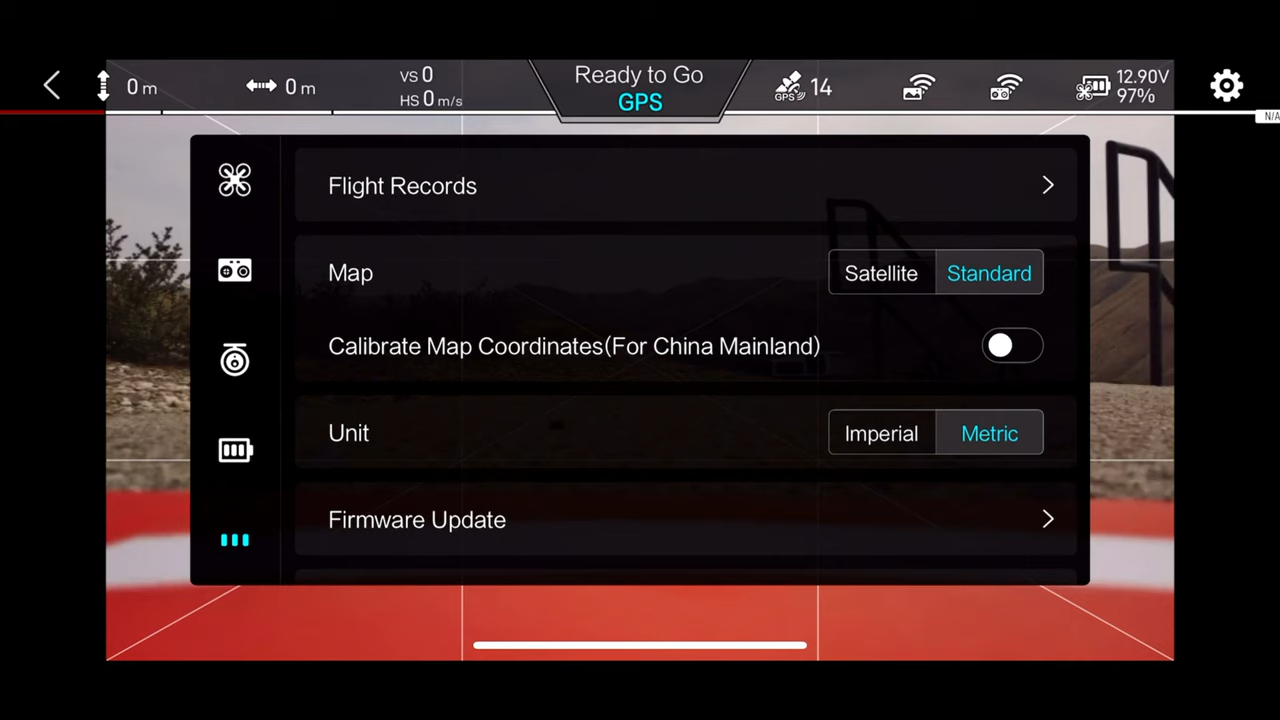 0 m
0 m
VS 0
HS 0 m/s
Ready to Go
GPS
GPS
14
12.90V
97%
N/A
Flight Records
Map
Satellite
Standard
Calibrate Map Coordinates(For China Mainland)
Unit
Imperial
Metric
Firmware Update